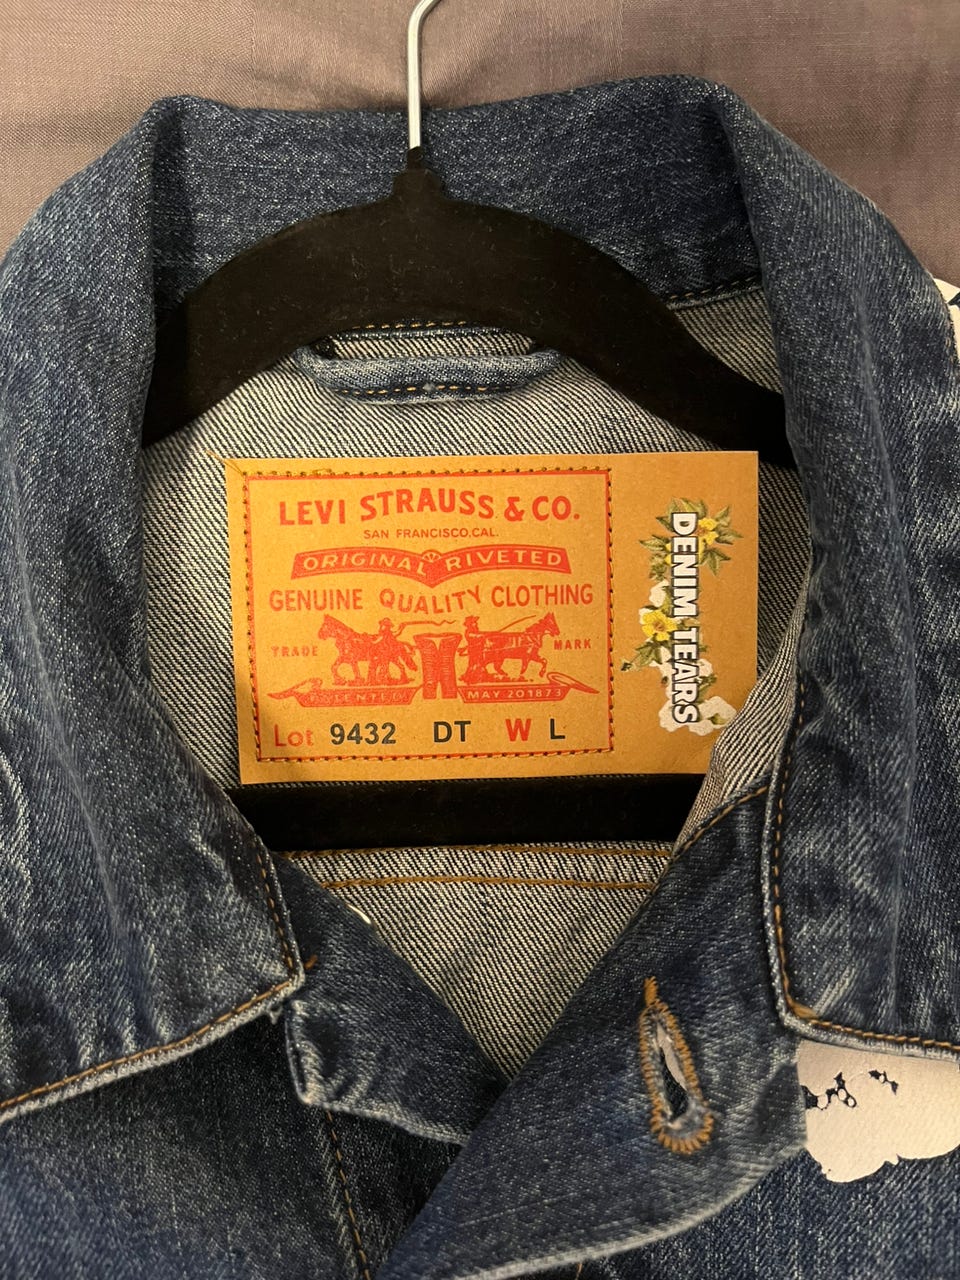 LEVI STRAUSS & CO.
SAN FRANCISCO,CAL.
ORIGINAL RIVETED
GENUINE QUALITY CLOTHING
TRADE MARK
MAY 20 1873
Lot 9432 DT W L
DENIM TEARS